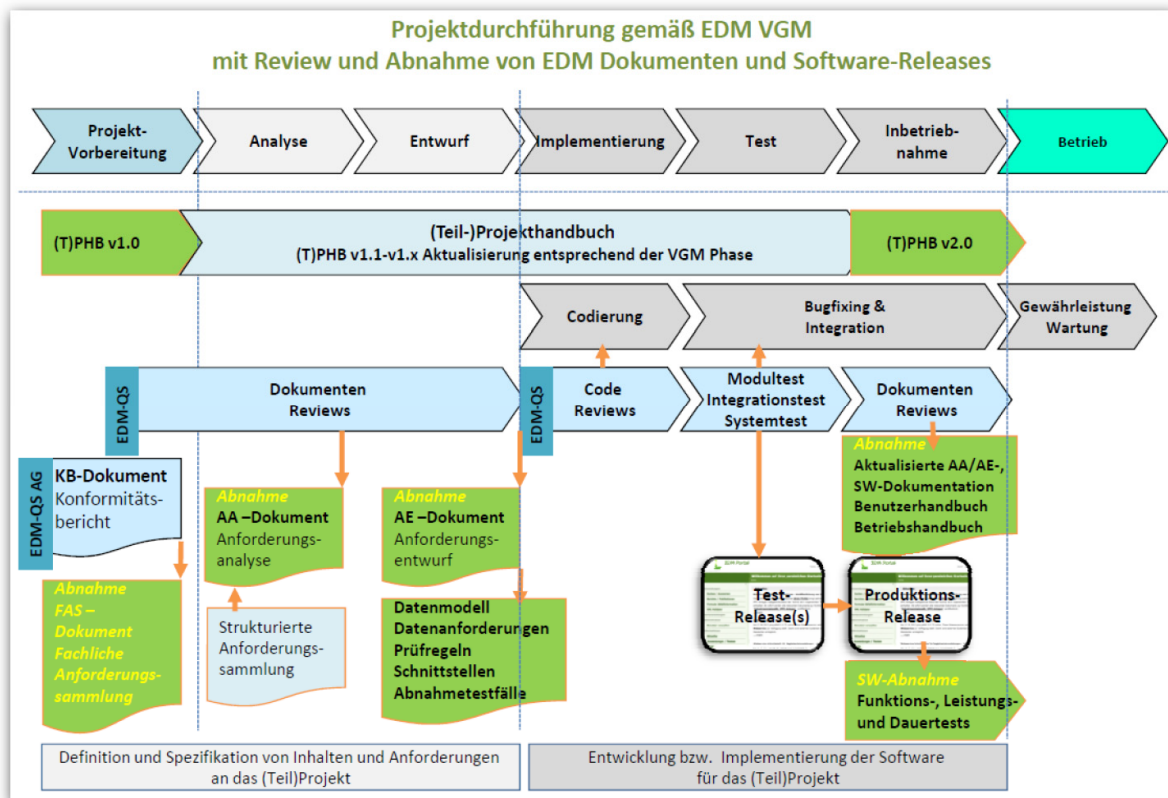 Projektdurchführung gemäß EDM VGM
mit Review und Abnahme von EDM Dokumenten und Software-Releases
Projekt-
Vorbereitung
Analyse
Entwurf
Implementierung
Test
Inbetrieb-
nahme
Betrieb
(T)PHB v1.0
(Teil-)Projekthandbuch
(T)PHB v1.1-v1.x Aktualisierung entsprechend der VGM Phase
(T)PHB v2.0
Codierung
Bugfixing &
Integration
Gewährleistung
Wartung
EDM-QS
Dokumenten
Reviews
EDM-QS
Code
Reviews
Modultest
Integrationstest
Systemtest
Dokumenten
Reviews
EDM-QS AG
KB-Dokument
Konformitäts-
bericht
Abnahme
AA –Dokument
Anforderungs-
analyse
Abnahme
AE –Dokument
Anforderungs-
entwurf
Abnahme
Aktualisierte AA/AE-,
SW-Dokumentation
Benutzerhandbuch
Betriebshandbuch
Abnahme
FAS –
Dokument
Fachliche
Anforderungs-
sammlung
Strukturierte
Anforderungs-
sammlung
Datenmodell
Datenanforderungen
Prüfregeln
Schnittstellen
Abnahmetestfälle
EDM Portal
Test-
Release(s)
EDM Portal
Produktions-
Release
SW-Abnahme
Funktions-, Leistungs-
und Dauertests
Definition und Spezifikation von Inhalten und Anforderungen
an das (Teil)Projekt
Entwicklung bzw. Implementierung der Software
für das (Teil)Projekt